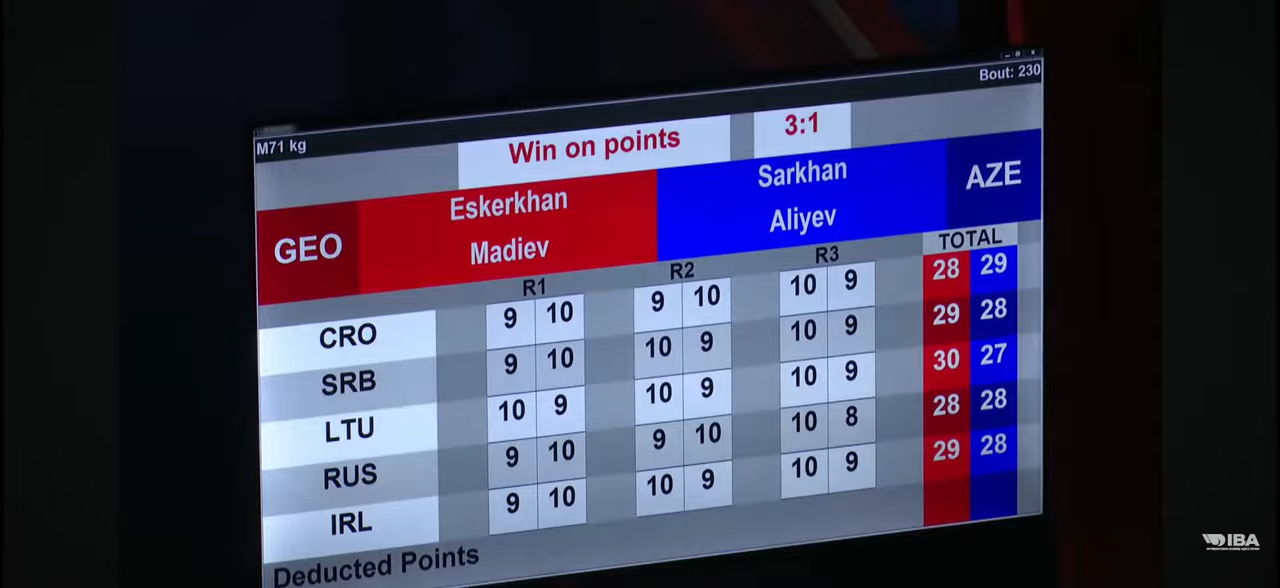 Bout: 230
M71 kg
Win on points 3:1
GEO Eskerkhan Madiev Sarkhan Aliyev AZE
R1 R2 R3 TOTAL
CRO 9 10 9 10 10 9 28 29
SRB 9 10 10 9 10 9 29 28
LTU 10 9 10 9 10 9 30 27
RUS 9 10 9 10 10 8 28 28
IRL 9 10 10 9 10 9 29 28
Deducted Points
IBA